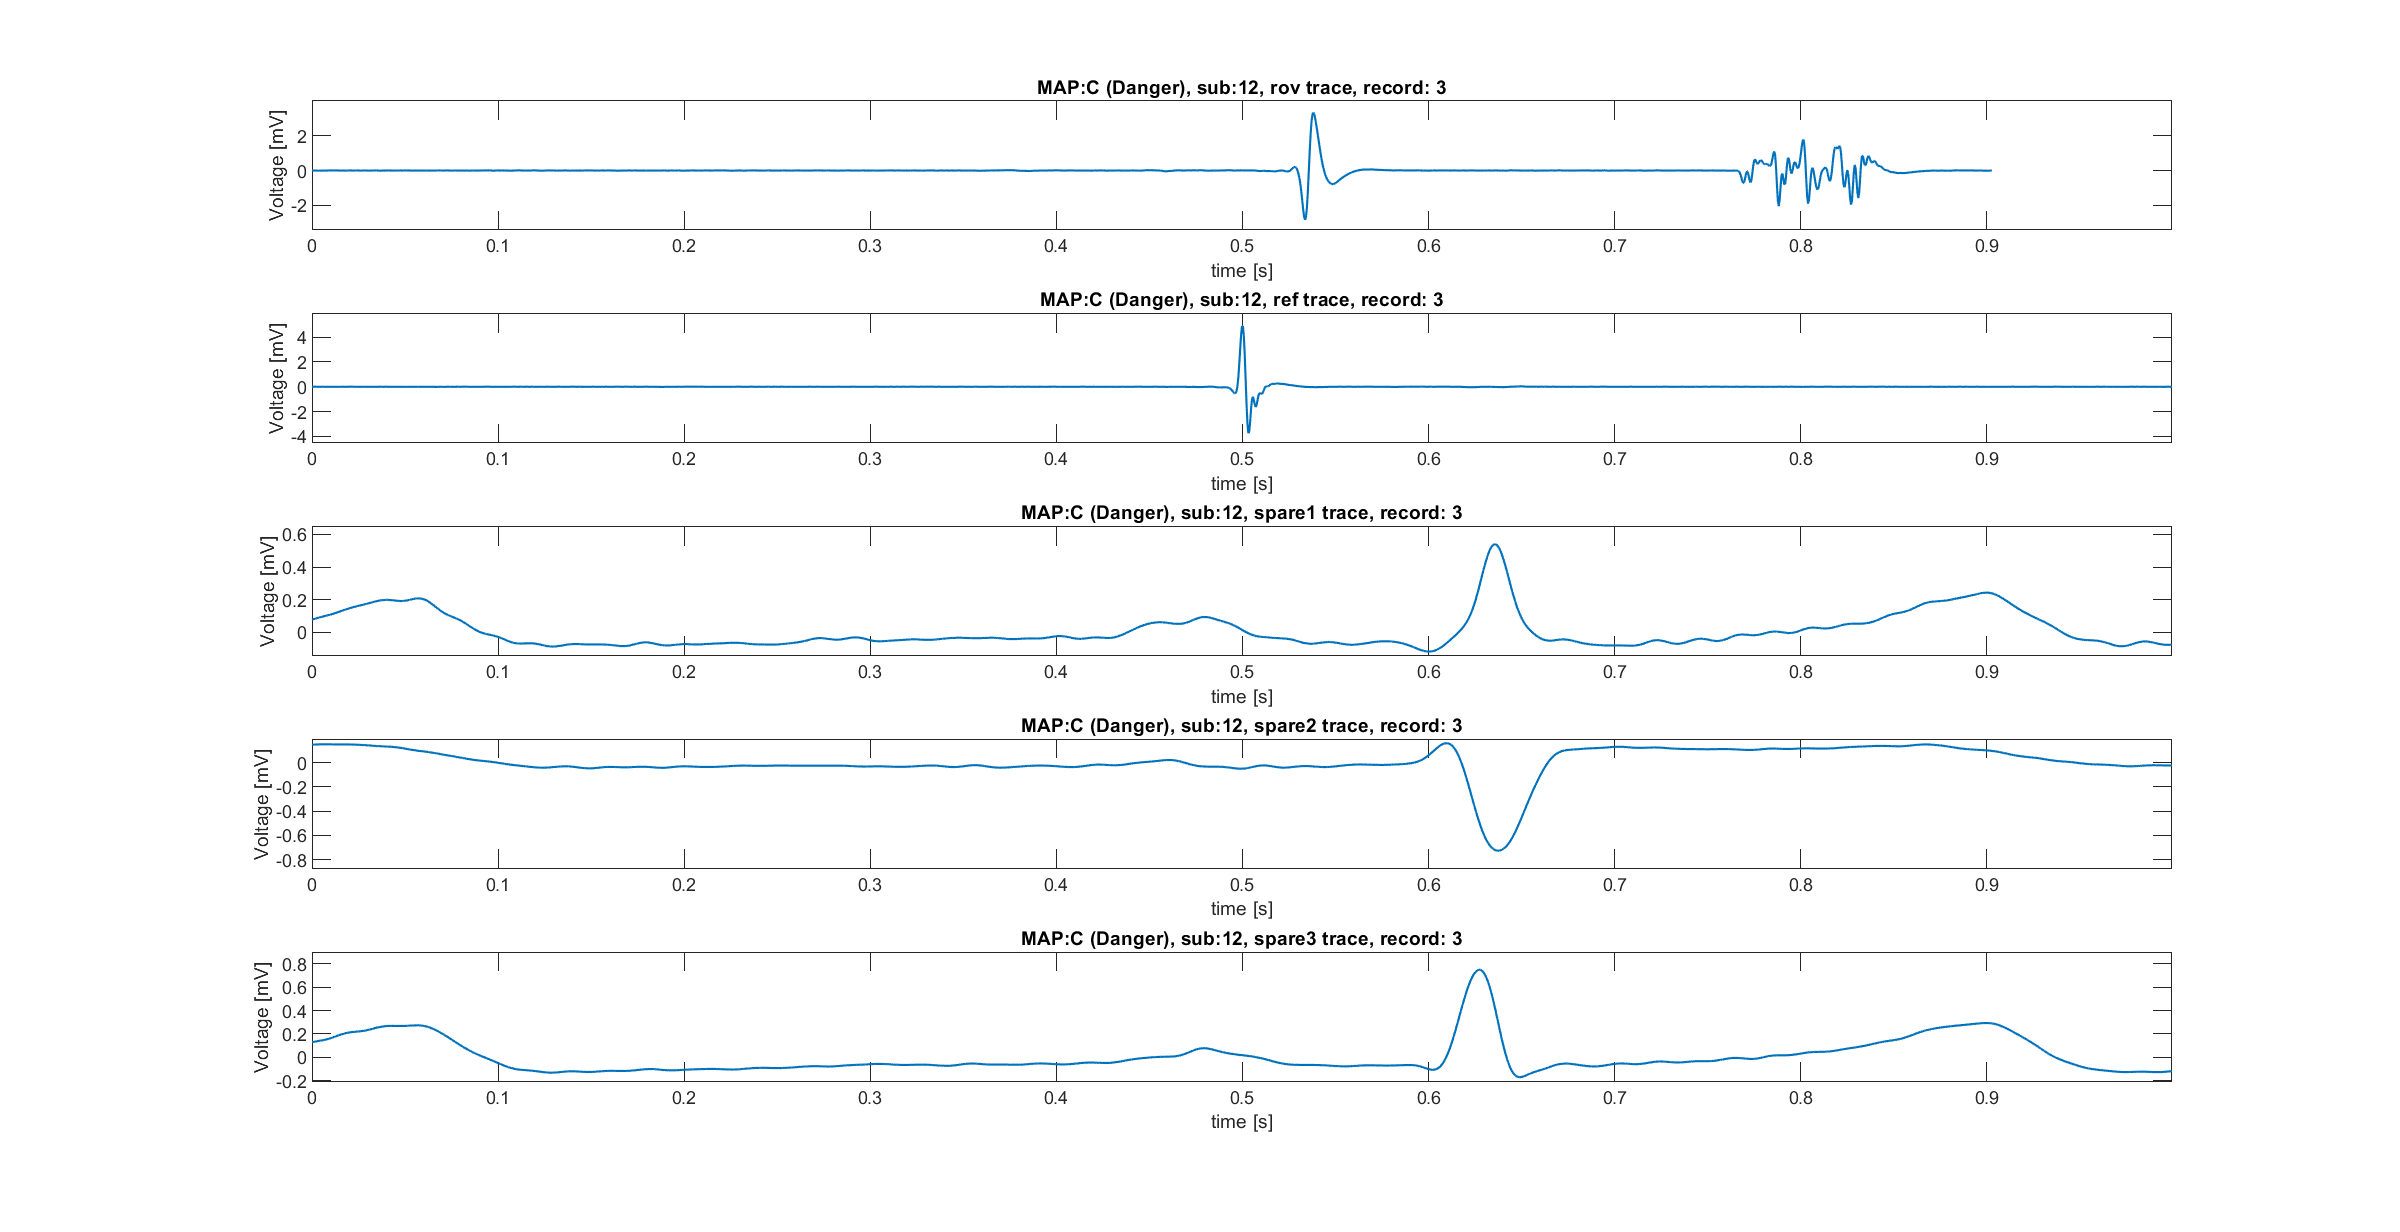 MAP:C (Danger), sub:12, rov trace, record: 3
Voltage [mV]
2
0
-2
0 0.1 0.2 0.3 0.4 0.5 0.6 0.7 0.8 0.9
time [s]
MAP:C (Danger), sub:12, ref trace, record: 3
Voltage [mV]
4
2
0
-2
-4
0 0.1 0.2 0.3 0.4 0.5 0.6 0.7 0.8 0.9
time [s]
MAP:C (Danger), sub:12, spare1 trace, record: 3
Voltage [mV]
0.6
0.4
0.2
0
0 0.1 0.2 0.3 0.4 0.5 0.6 0.7 0.8 0.9
time [s]
MAP:C (Danger), sub:12, spare2 trace, record: 3
Voltage [mV]
0
-0.2
-0.4
-0.6
-0.8
0 0.1 0.2 0.3 0.4 0.5 0.6 0.7 0.8 0.9
time [s]
MAP:C (Danger), sub:12, spare3 trace, record: 3
Voltage [mV]
0.8
0.6
0.4
0.2
0
-0.2
0 0.1 0.2 0.3 0.4 0.5 0.6 0.7 0.8 0.9
time [s]